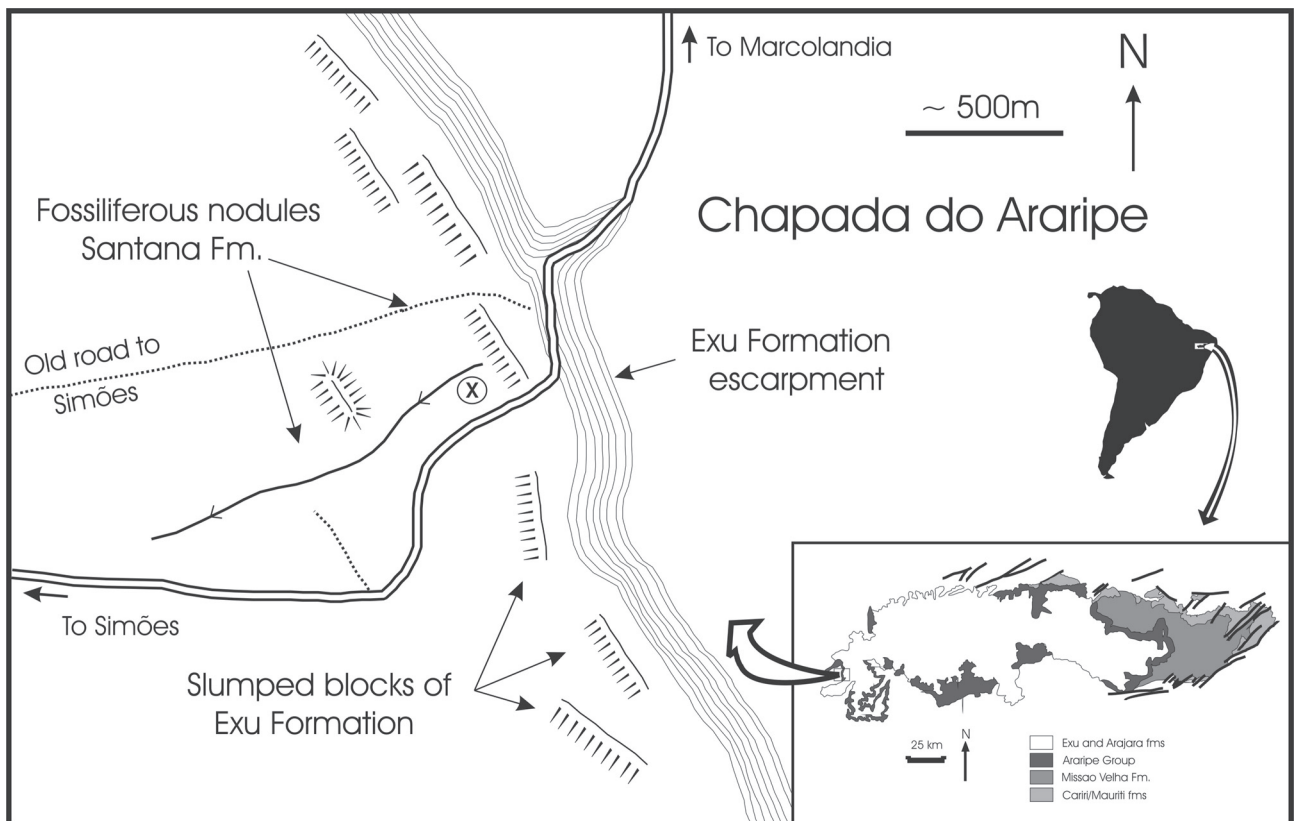 To Marcolandia
N
~ 500m
Chapada do Araripe
Fossiliferous nodules
Santana Fm.
Old road to
Simões
X
Exu Formation
escarpment
To Simões
Slumped blocks of
Exu Formation
25 km
N
Exu and Arajara fms
Araripe Group
Missao Velha Fm.
Cariri/Mauriti fms